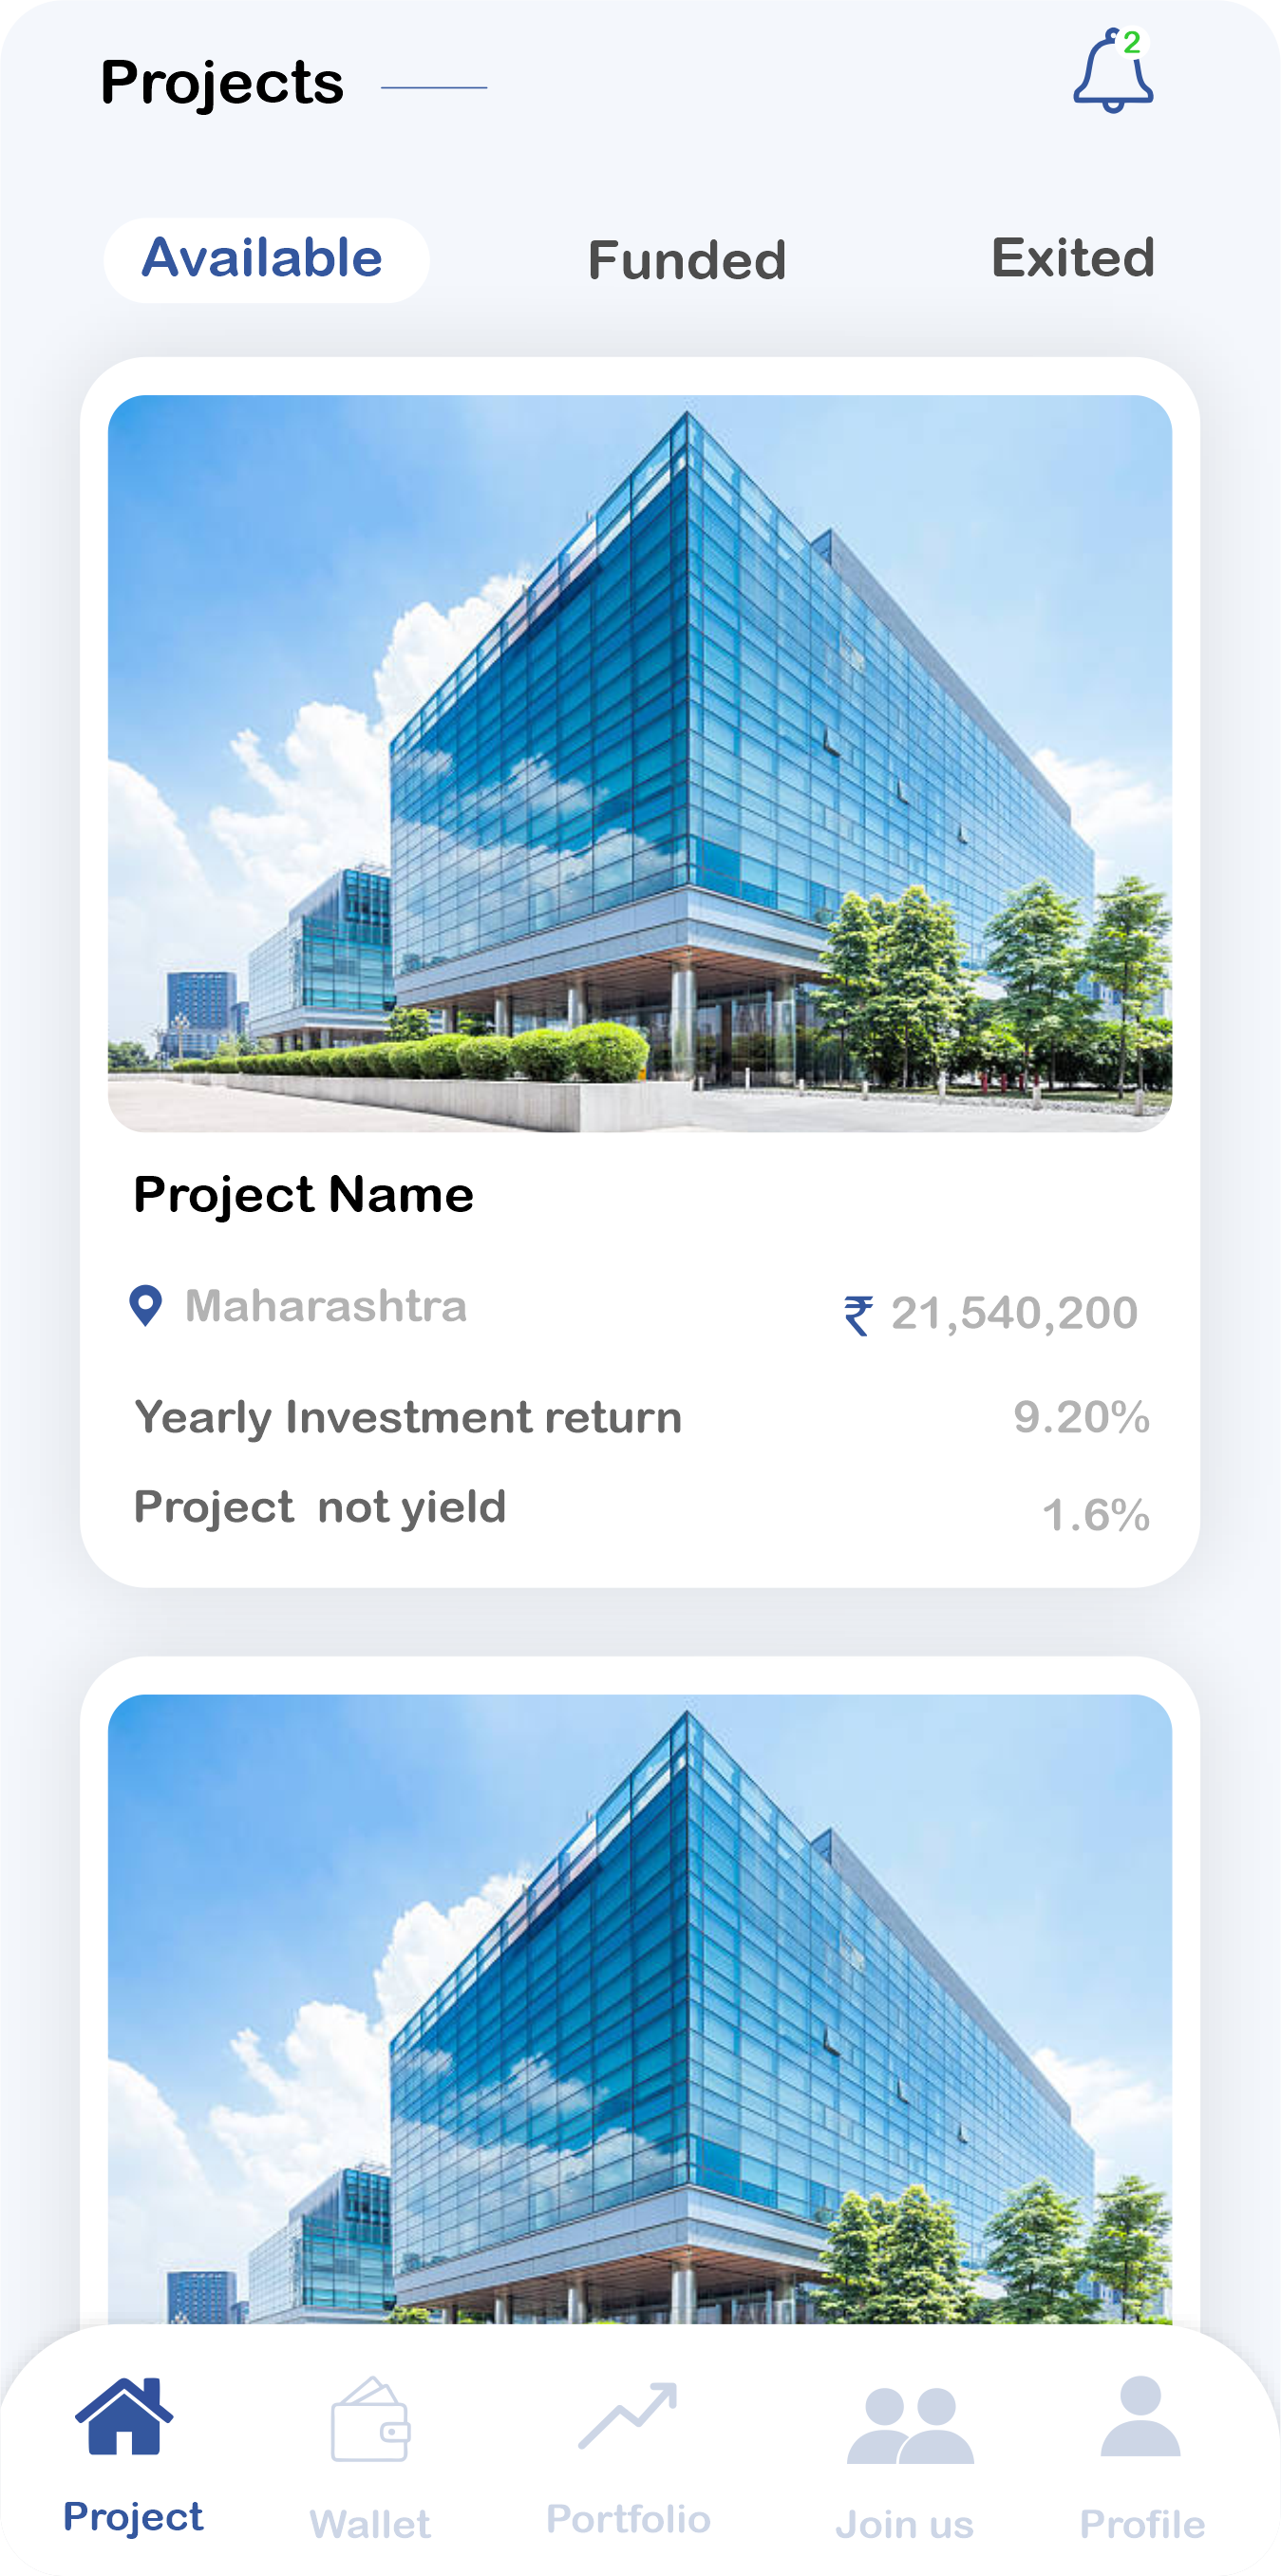 Projects
2
Available Funded Exited
Project Name
Maharashtra ₹ 21,540,200
Yearly Investment return 9.20%
Project not yield 1.6%
Project Wallet Portfolio Join us Profile